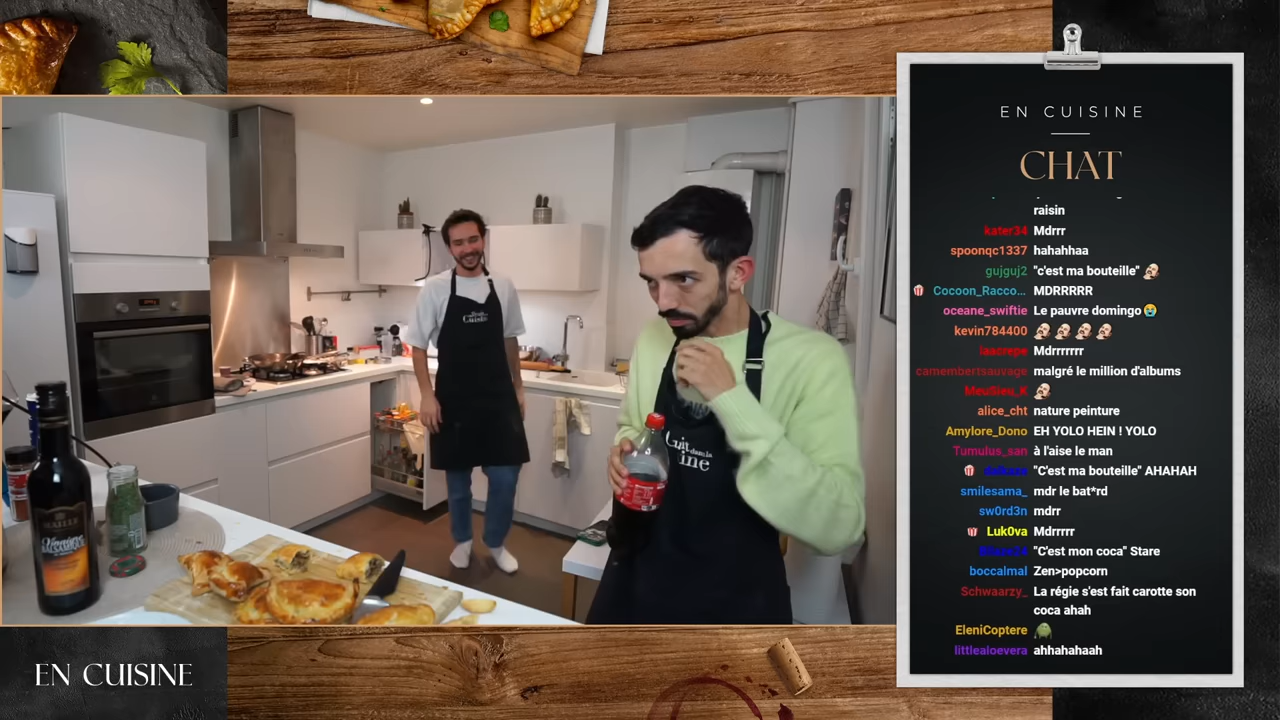 EN CUISINE
CHAT
raisin
kater34 Mdrrr
spoonqc1337 hahahhaa
gujguj2 "c'est ma bouteille"
Cocoon_Racco... MDRRRRR
oceane_swiftie Le pauvre domingo
kevin784400
laacrepe Mdrrrrrrr
camembertsauvage malgré le million d'albums
MeuSieu_K
alice_cht nature peinture
Amylore_Dono EH YOLO HEIN ! YOLO
Tumulus_san à l'aise le man
"C'est ma bouteille" AHAHAH
smilesama_ mdr le bat*rd
sw0rd3n mdrr
Luk0va Mdrrrrr
"C'est mon coca" Stare
boccalmal Zen>popcorn
Schwaarzy_ La régie s'est fait carotte son
coca ahah
EleniCoptere
littlealoevera ahhahahaah
MAILLE
Cuisine
EN CUISINE